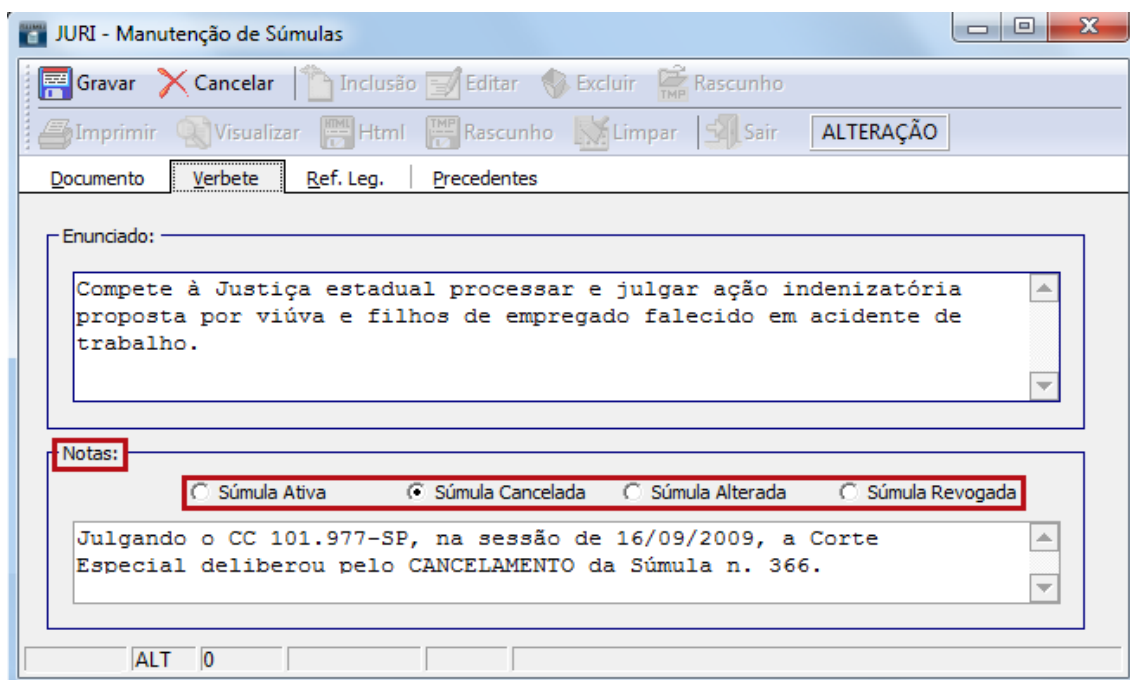 JURI - Manutenção de Súmulas
Gravar Cancelar Inclusão Editar Excluir TMP Rascunho
Imprimir Visualizar HTML Html TMP Rascunho Limpar Sair ALTERAÇÃO
Documento Verbete Ref. Leg. Precedentes
Enunciado:
Compete à Justiça estadual processar e julgar ação indenizatória
proposta por viúva e filhos de empregado falecido em acidente de
trabalho.
Notas:
Súmula Ativa Súmula Cancelada Súmula Alterada Súmula Revogada
Julgando o CC 101.977-SP, na sessão de 16/09/2009, a Corte
Especial deliberou pelo CANCELAMENTO da Súmula n. 366.
ALT 0